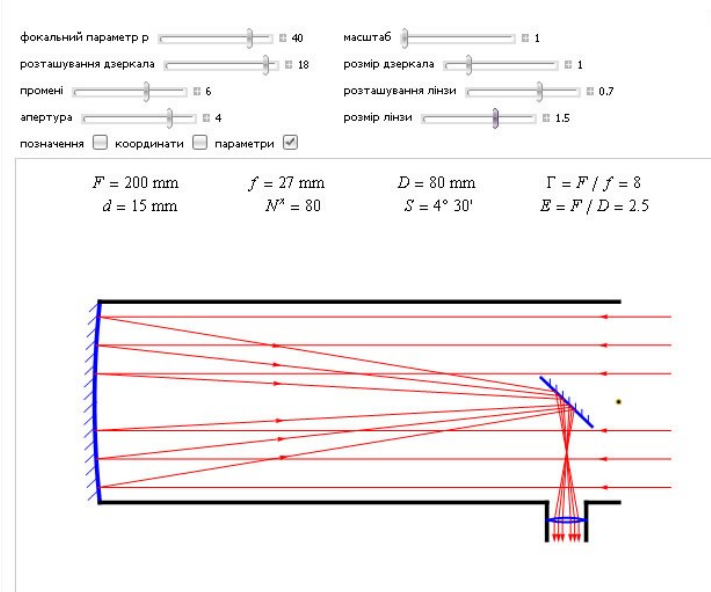 фокальний параметр p 40 масштаб 1
розташування дзеркала 18 розмір дзеркала 1
промені 6 розташування лінзи 0.7
апертура 4 розмір лінзи 1.5
позначення координати параметри
F = 200 mm f = 27 mm D = 80 mm Γ = F / f = 8
d = 15 mm Nˣ = 80 S = 4° 30' E = F / D = 2.5